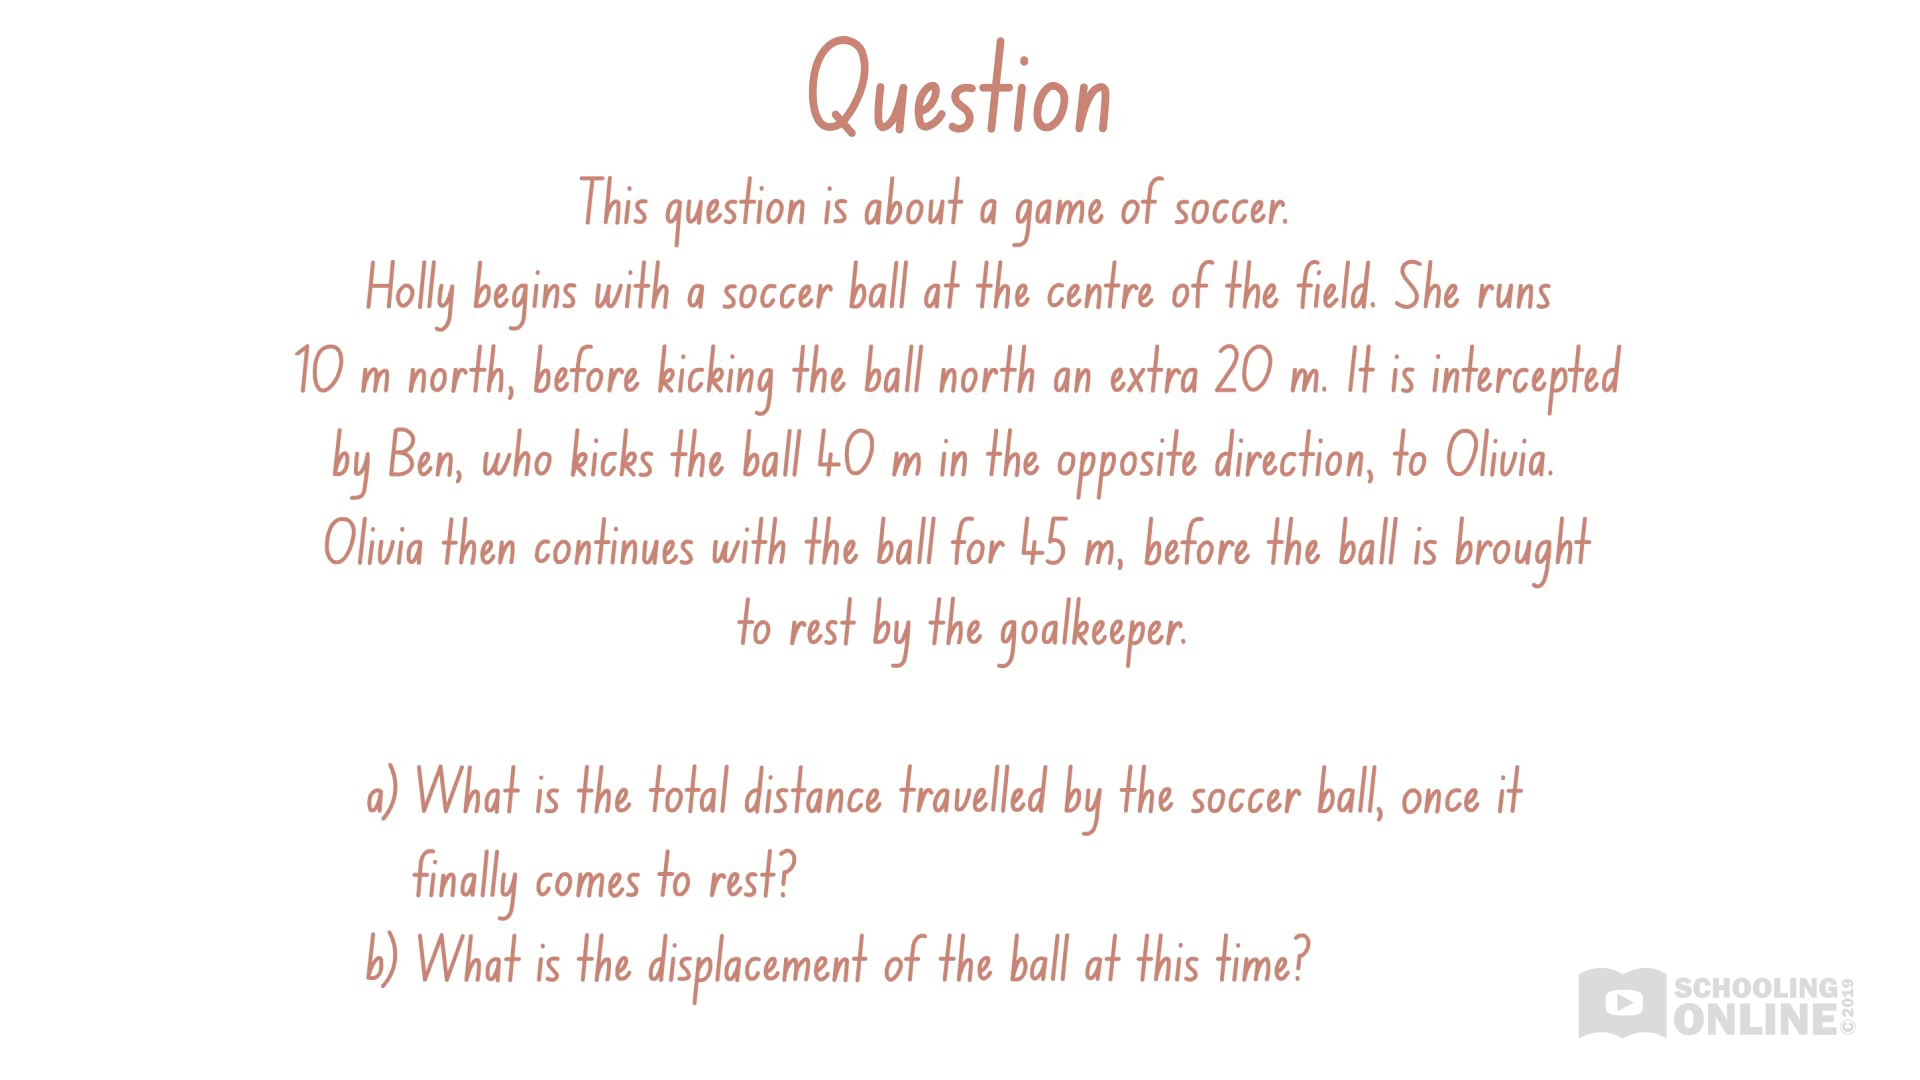 Question
This question is about a game of soccer.
Holly begins with a soccer ball at the centre of the field. She runs
10 m north, before kicking the ball north an extra 20 m. It is intercepted
by Ben, who kicks the ball 40 m in the opposite direction, to Olivia.
Olivia then continues with the ball for 45 m, before the ball is brought
to rest by the goalkeeper.
a) What is the total distance travelled by the soccer ball, once it
finally comes to rest?
b) What is the displacement of the ball at this time?
SCHOOLING
ONLINE
©2019